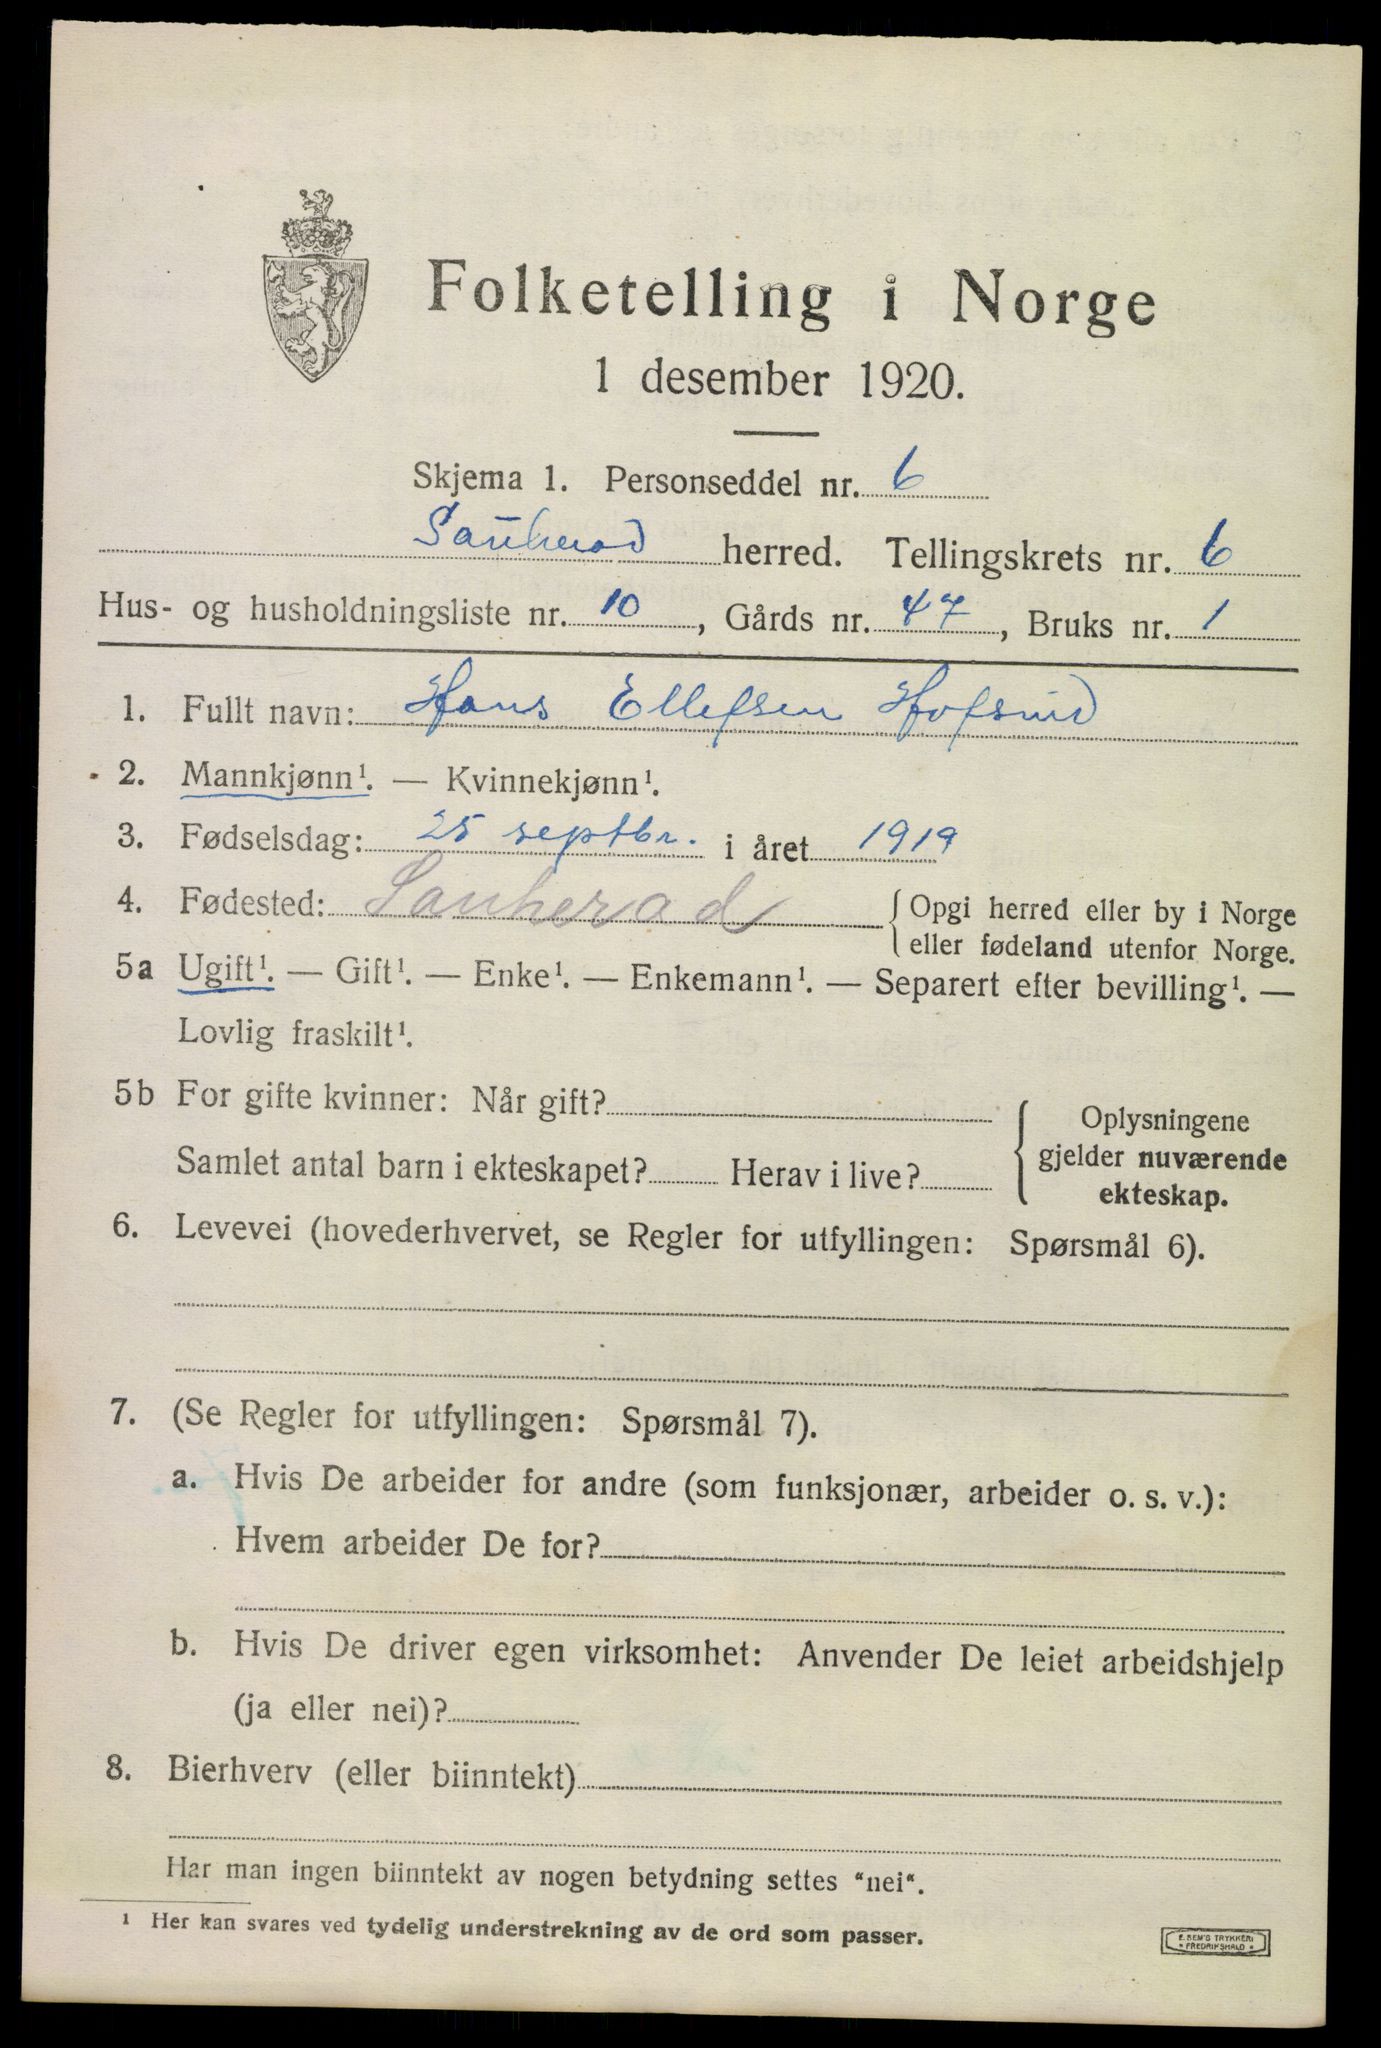 Folketelling i Norge
1 desember 1920.
Skjema 1. Personseddel nr. 6
Sauherad herred. Tellingskrets nr. 6
Hus- og husholdningsliste nr. 10, Gårds nr. 47, Bruks nr. 1
1. Fullt navn: Hans Ellefsen Hofsrud
2. Mannkjønn¹. — Kvinnekjønn¹.
3. Fødselsdag: 25 septbr. i året 1919
4. Fødested: Sauherad { Opgi herred eller by i Norge
eller fødeland utenfor Norge.
5a Ugift¹. — Gift¹. — Enke¹. — Enkemann¹. — Separert efter bevilling¹. —
Lovlig fraskilt¹.
5b For gifte kvinner: Når gift? { Oplysningene
Samlet antal barn i ekteskapet? Herav i live? gjelder nuværende
ekteskap.
6. Levevei (hovederhvervet, se Regler for utfyllingen: Spørsmål 6).
7. (Se Regler for utfyllingen: Spørsmål 7).
a. Hvis De arbeider for andre (som funksjonær, arbeider o. s. v.):
Hvem arbeider De for?
b. Hvis De driver egen virksomhet: Anvender De leiet arbeidshjelp
(ja eller nei)?
8. Bierhverv (eller biinntekt)
Har man ingen biinntekt av nogen betydning settes "nei".
¹ Her kan svares ved tydelig understrekning av de ord som passer.
E. SEM'S TRYKKERI
* FREDRIKSHALD *